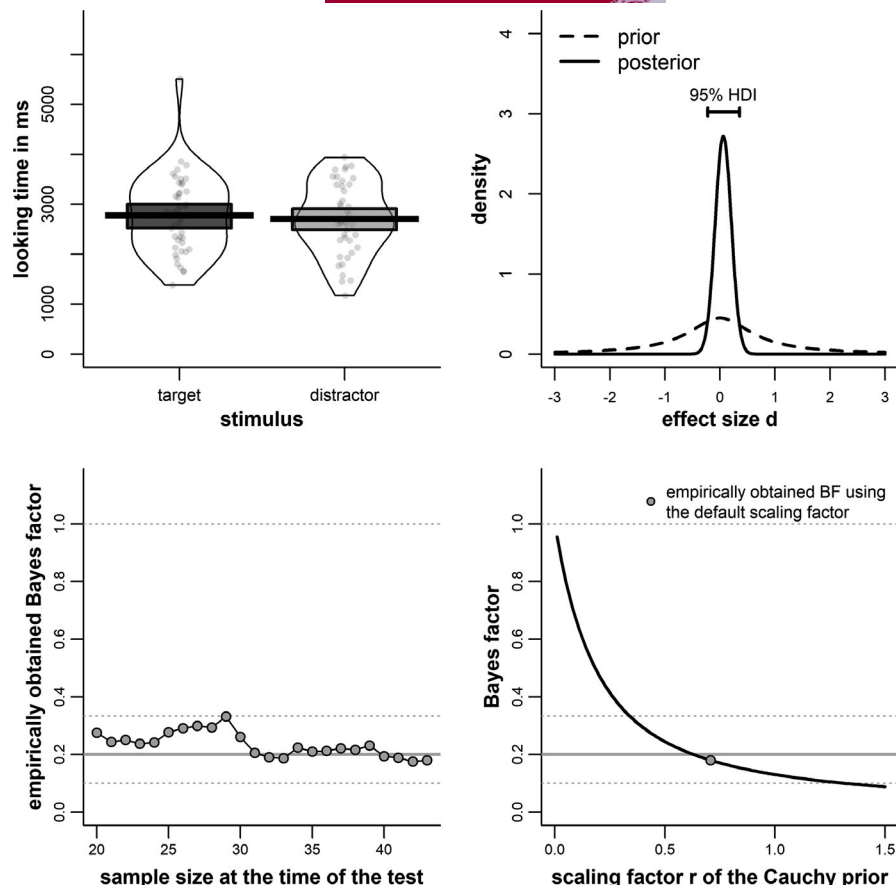 looking time in ms
0
1000
3000
5000
target
distractor
stimulus
density
0
1
2
3
4
prior
posterior
95% HDI
-3
-2
-1
0
1
2
3
effect size d
empirically obtained Bayes factor
0.0
0.2
0.4
0.6
0.8
1.0
20
25
30
35
40
sample size at the time of the test
Bayes factor
0.0
0.2
0.4
0.6
0.8
1.0
empirically obtained BF using
the default scaling factor
0.0
0.5
1.0
1.5
scaling factor r of the Cauchy prior